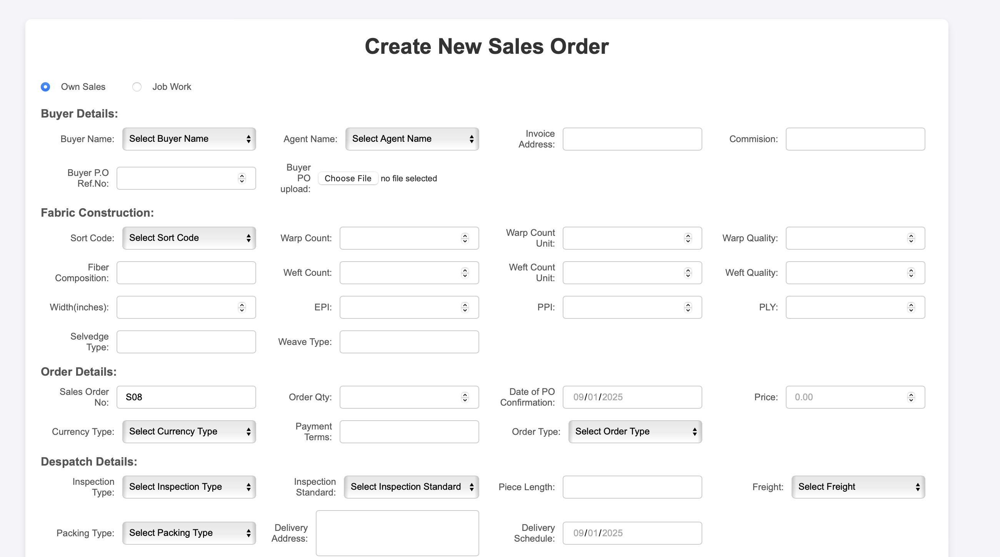 Create New Sales Order
Own Sales Job Work
Buyer Details:
Buyer Name: Select Buyer Name Agent Name: Select Agent Name Invoice Address: Commision:
Buyer P.O Ref.No: Buyer PO upload: Choose File no file selected
Fabric Construction:
Sort Code: Select Sort Code Warp Count: Warp Count Unit: Warp Quality:
Fiber Composition: Weft Count: Weft Count Unit: Weft Quality:
Width(inches): EPI: PPI: PLY:
Selvedge Type: Weave Type:
Order Details:
Sales Order No: S08 Order Qty: Date of PO Confirmation: 09/01/2025 Price: 0.00
Currency Type: Select Currency Type Payment Terms: Order Type: Select Order Type
Despatch Details:
Inspection Type: Select Inspection Type Inspection Standard: Select Inspection Standard Piece Length: Freight: Select Freight
Packing Type: Select Packing Type Delivery Address: Delivery Schedule: 09/01/2025